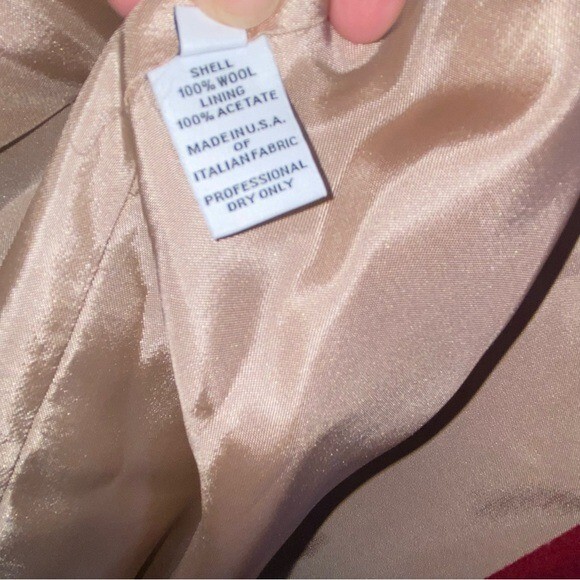 SHELL
100% WOOL
LINING
100% ACETATE
MADE IN U.S.A.
OF
ITALIAN FABRIC
PROFESSIONAL
DRY ONLY